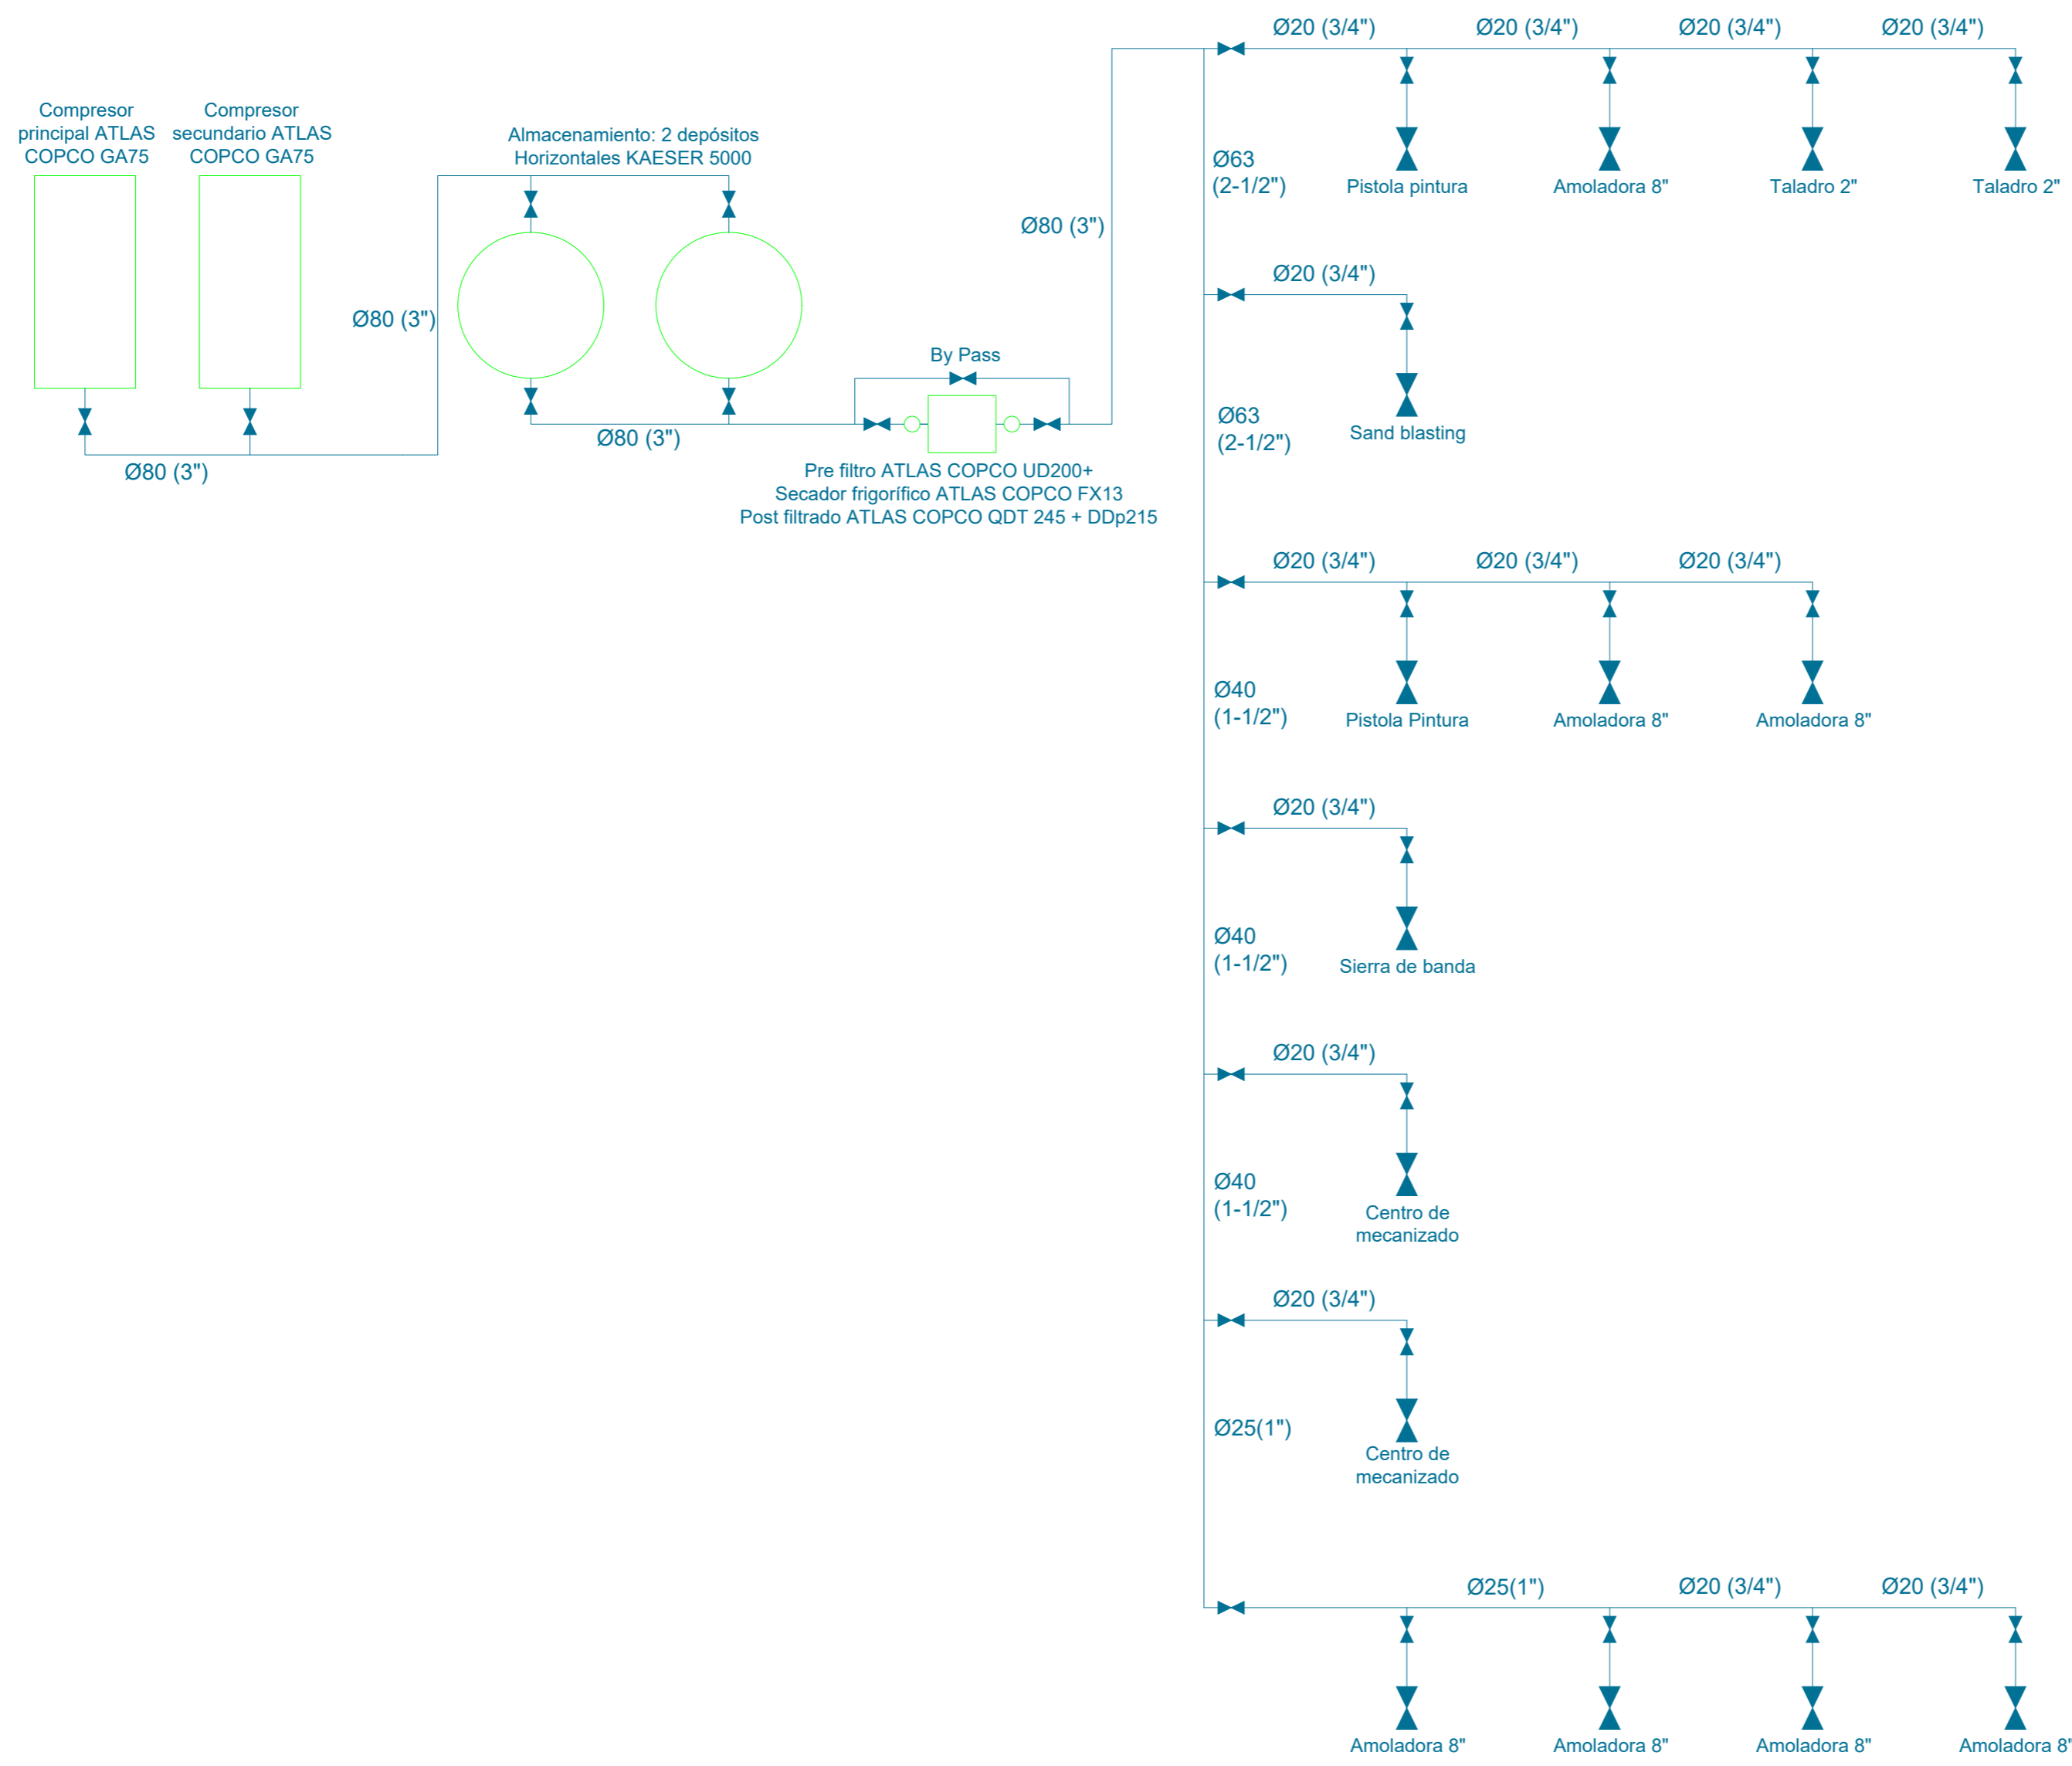 Ø20 (3/4") Ø20 (3/4") Ø20 (3/4") Ø20 (3/4")
Compresor
principal ATLAS
COPCO GA75
Compresor
secundario ATLAS
COPCO GA75
Almacenamiento: 2 depósitos
Horizontales KAESER 5000
Ø63
(2-1/2")
Pistola pintura
Amoladora 8"
Taladro 2"
Taladro 2"
Ø80 (3")
Ø20 (3/4")
Ø80 (3")
By Pass
Ø63
(2-1/2")
Sand blasting
Ø80 (3")
Ø80 (3")
Pre filtro ATLAS COPCO UD200+
Secador frigorífico ATLAS COPCO FX13
Post filtrado ATLAS COPCO QDT 245 + DDp215
Ø20 (3/4") Ø20 (3/4") Ø20 (3/4")
Ø40
(1-1/2")
Pistola Pintura
Amoladora 8"
Amoladora 8"
Ø20 (3/4")
Ø40
(1-1/2")
Sierra de banda
Ø20 (3/4")
Ø40
(1-1/2")
Centro de
mecanizado
Ø20 (3/4")
Ø25(1")
Centro de
mecanizado
Ø25(1") Ø20 (3/4") Ø20 (3/4")
Amoladora 8"
Amoladora 8"
Amoladora 8"
Amoladora 8"